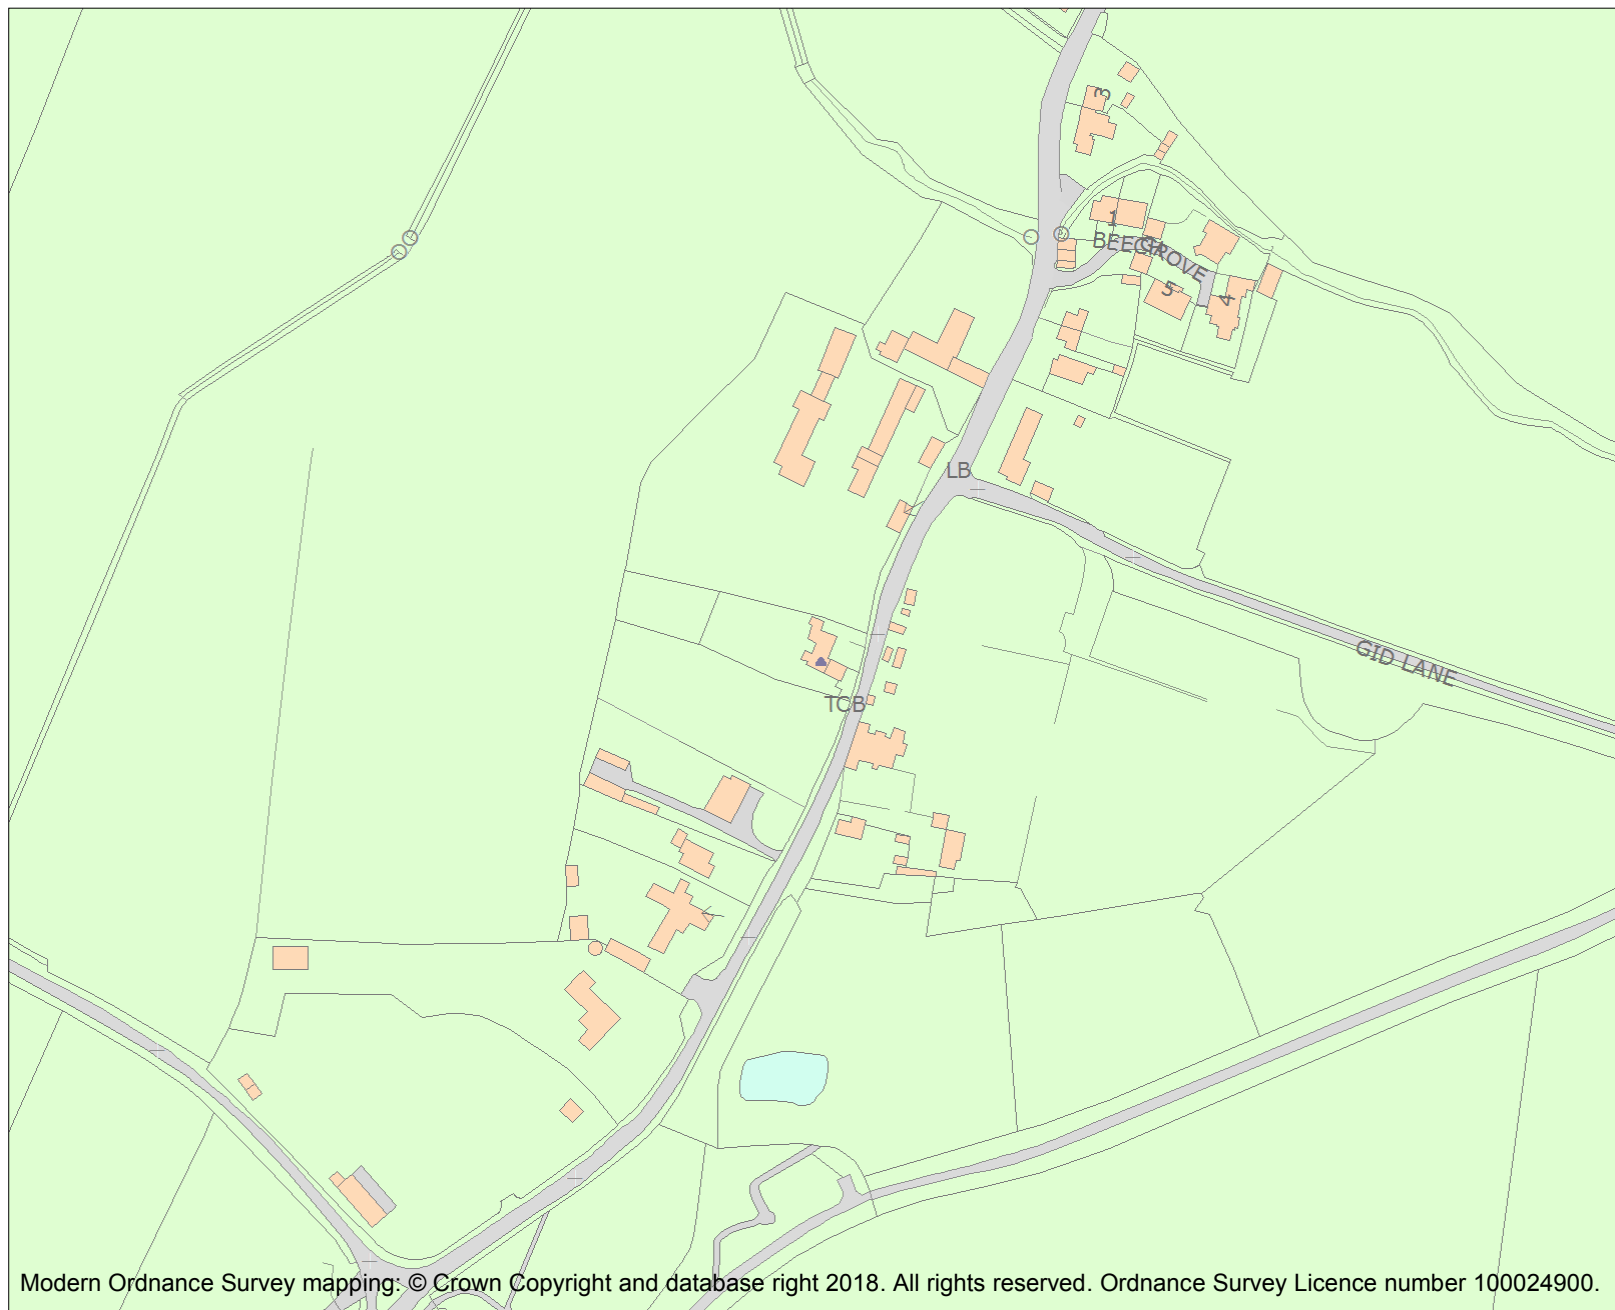 3
1
BEECH
GROVE
5
4
LB
GID LANE
TCB
Modern Ordnance Survey mapping: © Crown Copyright and database right 2018. All rights reserved. Ordnance Survey Licence number 100024900.